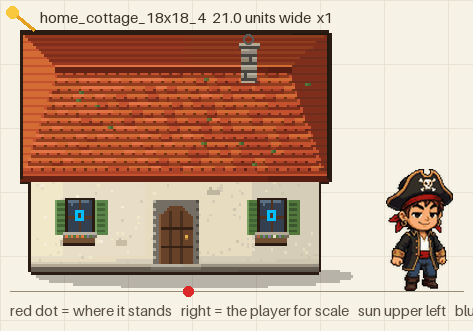 home_cottage_18x18_4 21.0 units wide x1
red dot = where it stands right = the player for scale sun upper left blu